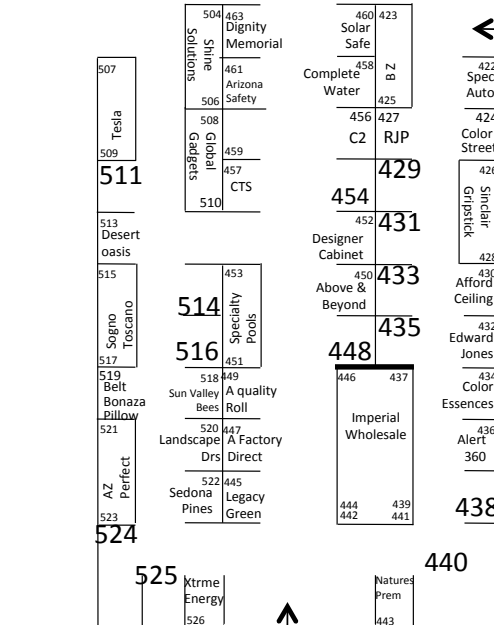 504 463
Dignity
Memorial
Shine
Solutions
461
Arizona
Safety
506
508
Global
Gadgets
459
457
CTS
510
460 423
Solar
Safe
BZ
458
Complete
Water
425
456 427
C2 RJP
429
454
452 431
Designer
Cabinet
450 433
Above &
Beyond
435
448
446 437
Imperial
Wholesale
444 439
442 441
422
Spec
Auto
424
Color
Street
426
Sinclair
Gripstick
428
430
Afford
Ceiling
432
Edward
Jones
434
Color
Essences
436
Alert
360
438
440
507
Tesla
509
511
513
Desert
oasis
515
Sogno
Toscano
517
519
Belt
Bonaza
Pillow
521
AZ
Perfect
523
524
525
453
514
Specialty
Pools
516
451
518 449
Sun Valley
Bees
A quality
Roll
520 447
Landscape
Drs
A Factory
Direct
522 445
Sedona
Pines
Legacy
Green
Xtrme
Energy
526
Natures
Prem
443